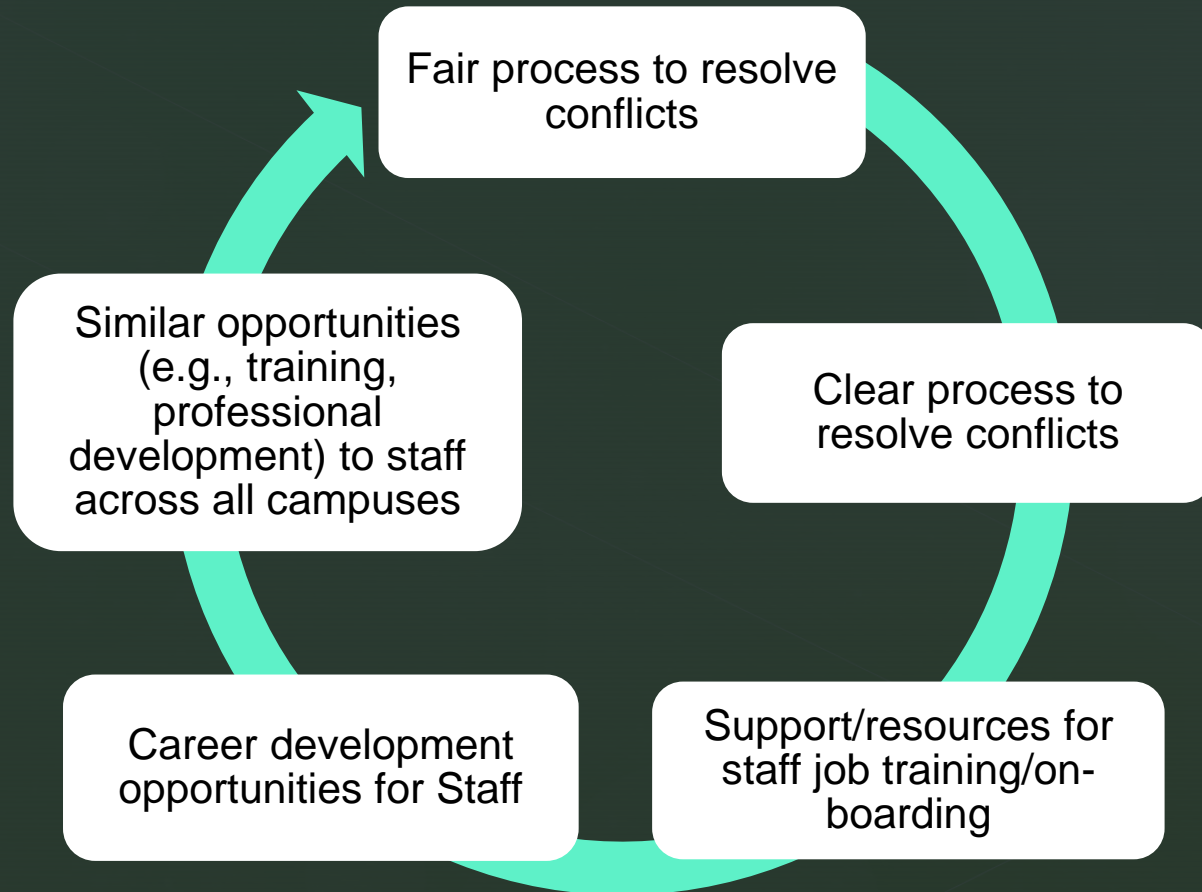 Fair process to resolve
conflicts
Clear process to
resolve conflicts
Support/resources for
staff job training/on-
boarding
Career development
opportunities for Staff
Similar opportunities
(e.g., training,
professional
development) to staff
across all campuses